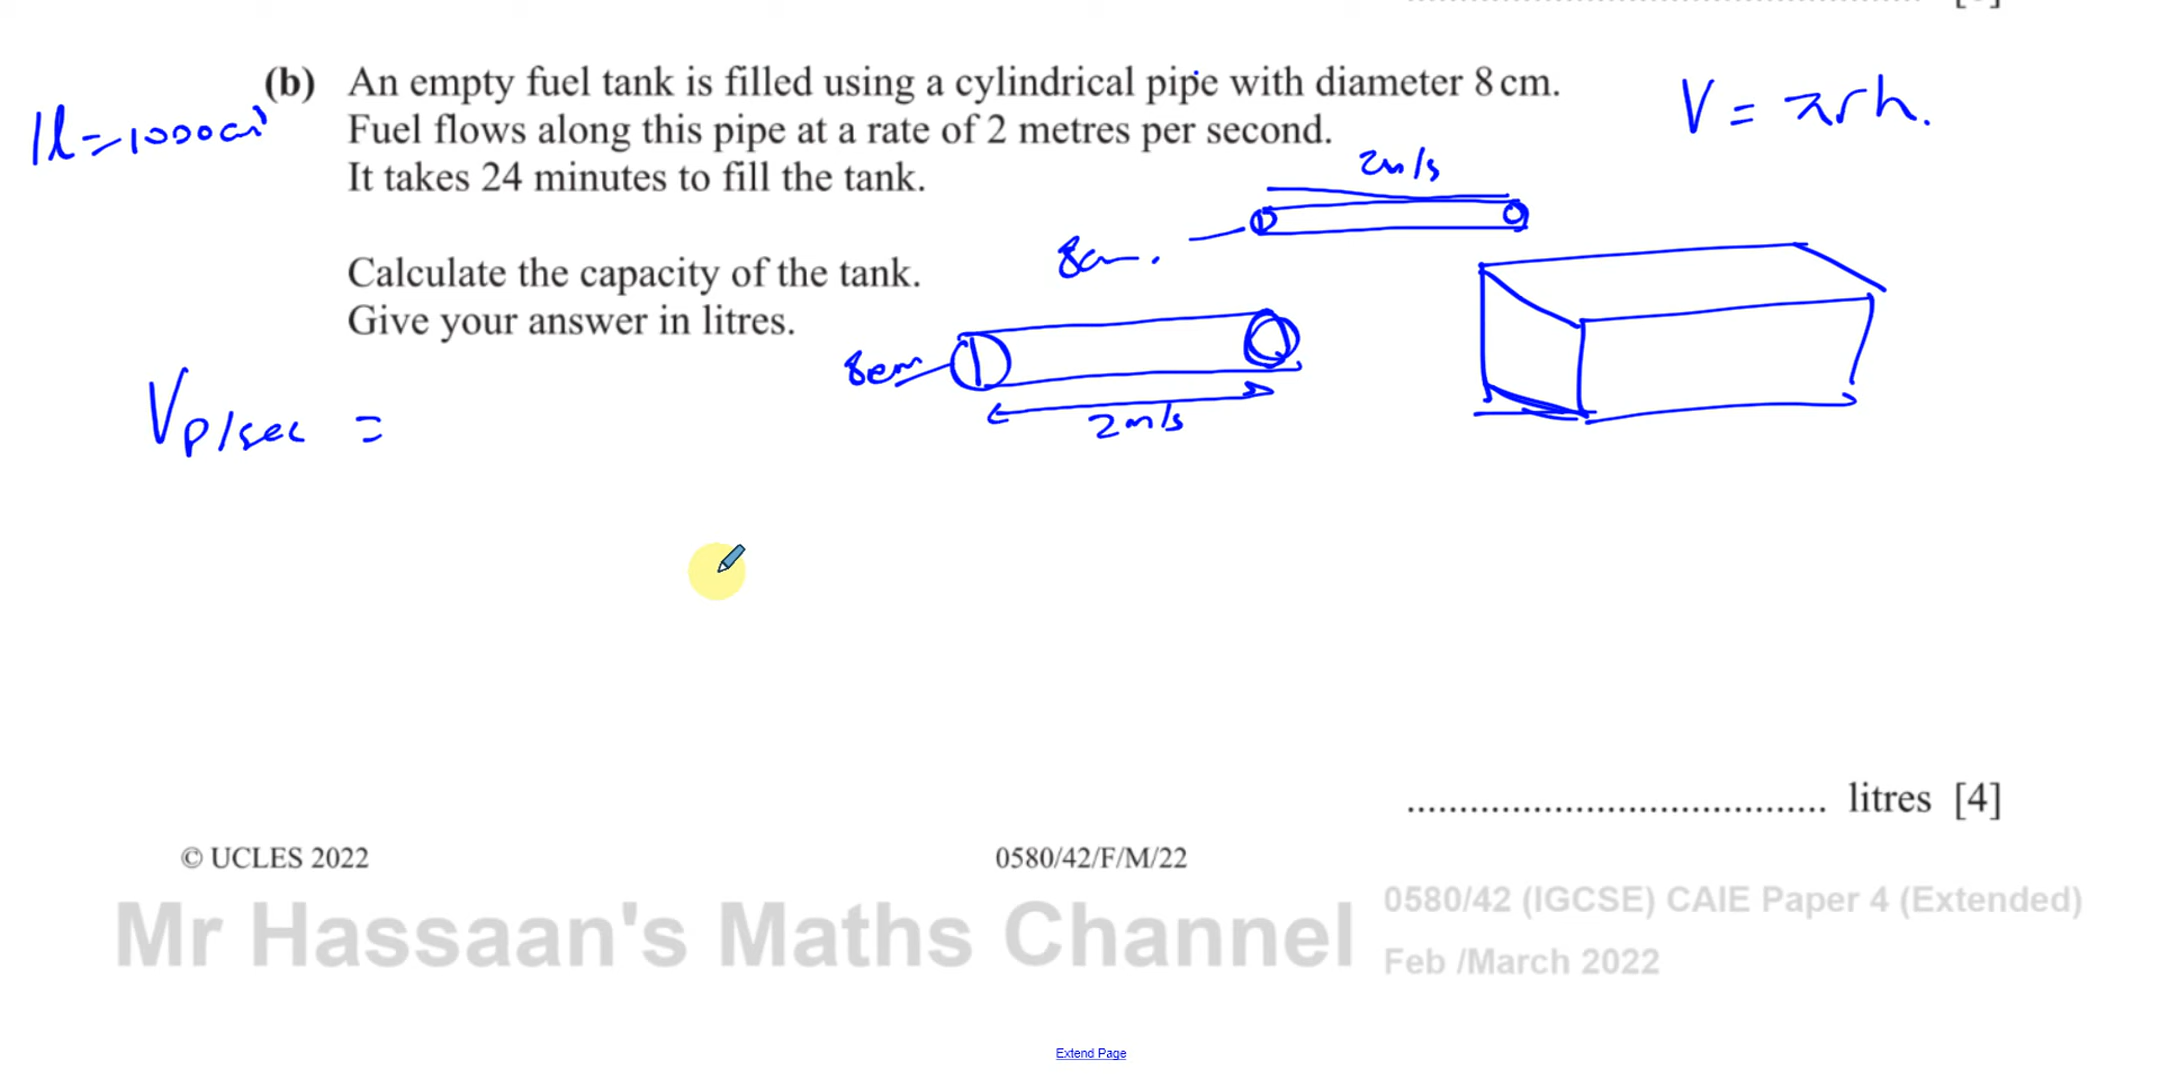 (b) An empty fuel tank is filled using a cylindrical pipe with diameter 8 cm.
V = πrh.
1l = 1000cm³
Fuel flows along this pipe at a rate of 2 metres per second.
2m/s
It takes 24 minutes to fill the tank.
8cm.
Calculate the capacity of the tank.
Give your answer in litres.
8cm
2m/s
Vp/sec =
........................................ litres [4]
© UCLES 2022
0580/42/F/M/22
Mr Hassaan's Maths Channel
0580/42 (IGCSE) CAIE Paper 4 (Extended)
Feb /March 2022
Extend Page